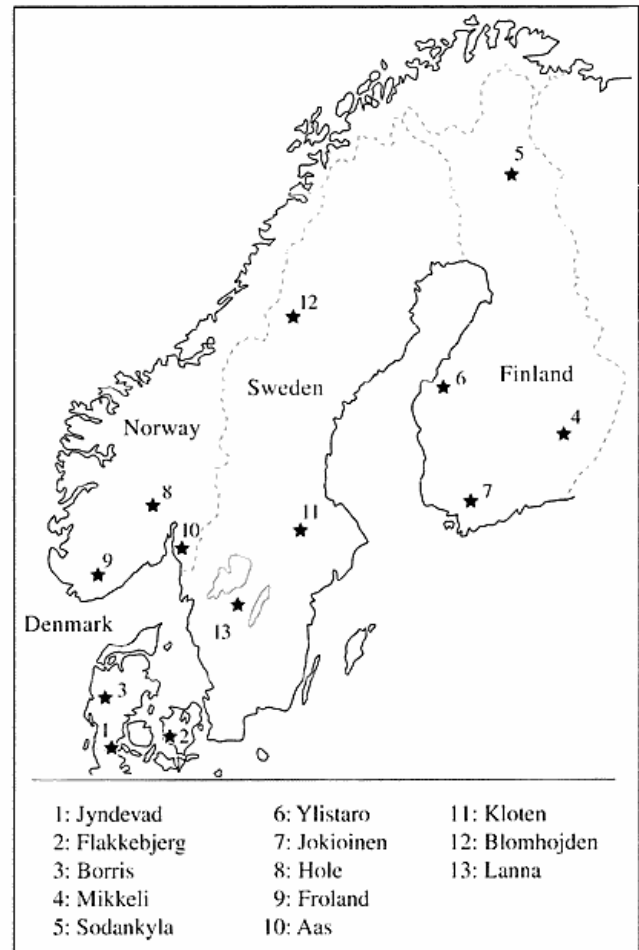 5
12
Sweden
6
Finland
Norway
4
8
7
11
10
9
13
Denmark
3
1
2
1: Jyndevad
2: Flakkebjerg
3: Borris
4: Mikkeli
5: Sodankyla
6: Ylistaro
7: Jokioinen
8: Hole
9: Froland
10: Aas
11: Kloten
12: Blomhojden
13: Lanna